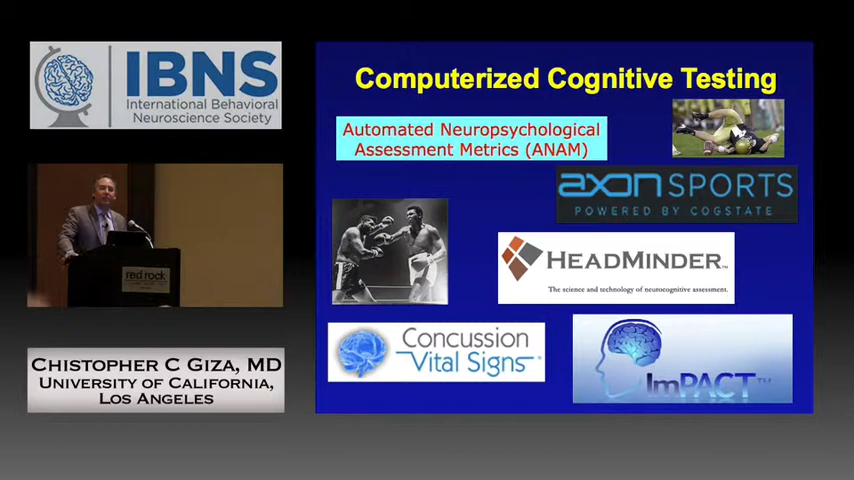 IBNS
International Behavioral
Neuroscience Society
red rock
CHISTOPHER C GIZA, MD
UNIVERSITY OF CALIFORNIA,
LOS ANGELES
Computerized Cognitive Testing
Automated Neuropsychological
Assessment Metrics (ANAM)
axon SPORTS
POWERED BY COGSTATE
HEADMINDER™
The science and technology of neurocognitive assessment.
Concussion
Vital Signs®
ImPACT™